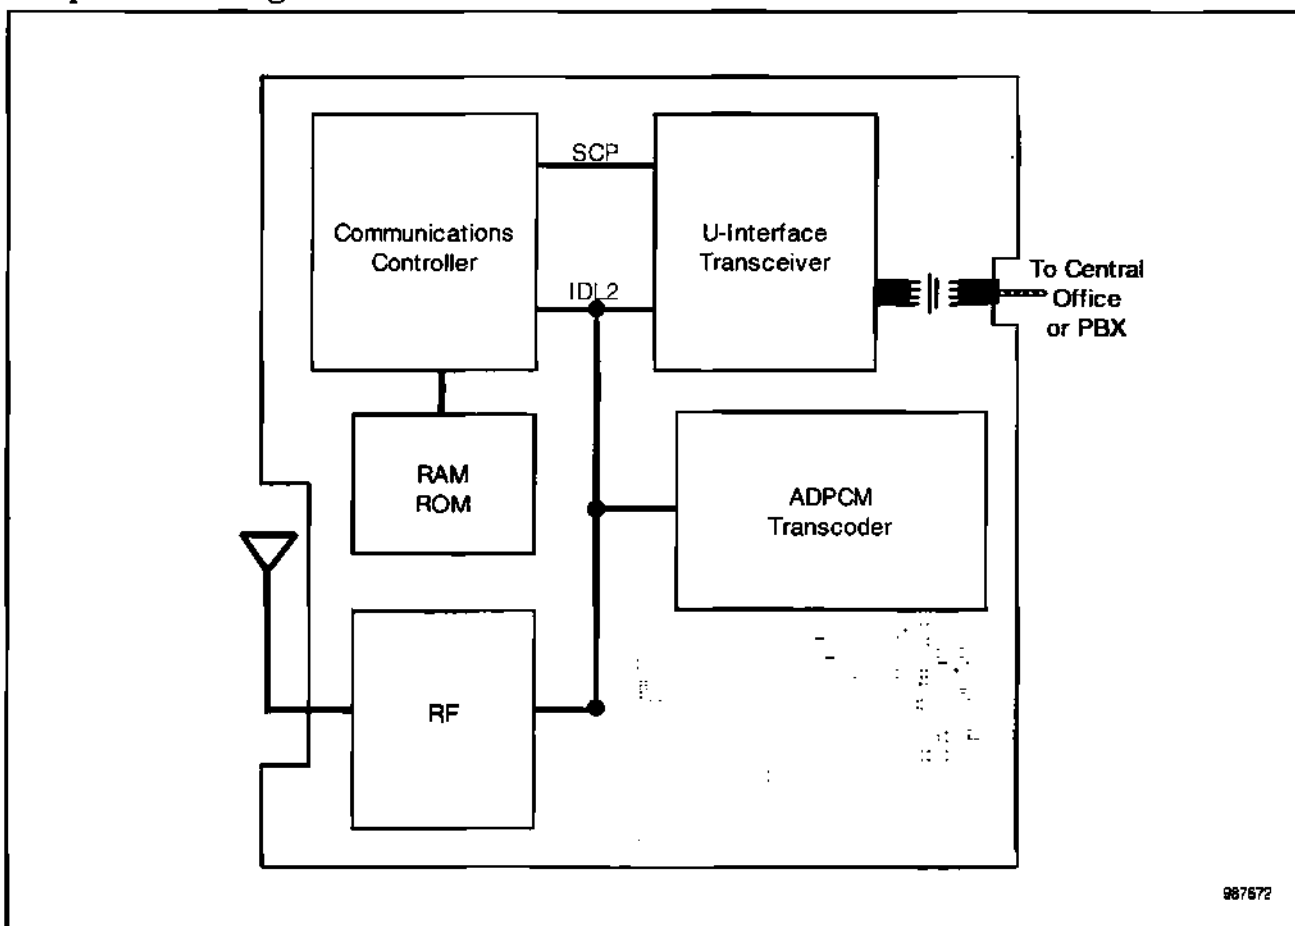 SCP
Communications
Controller
U-Interface
Transceiver
IDL2
To Central
Office
or PBX
RAM
ROM
ADPCM
Transcoder
RF
987672